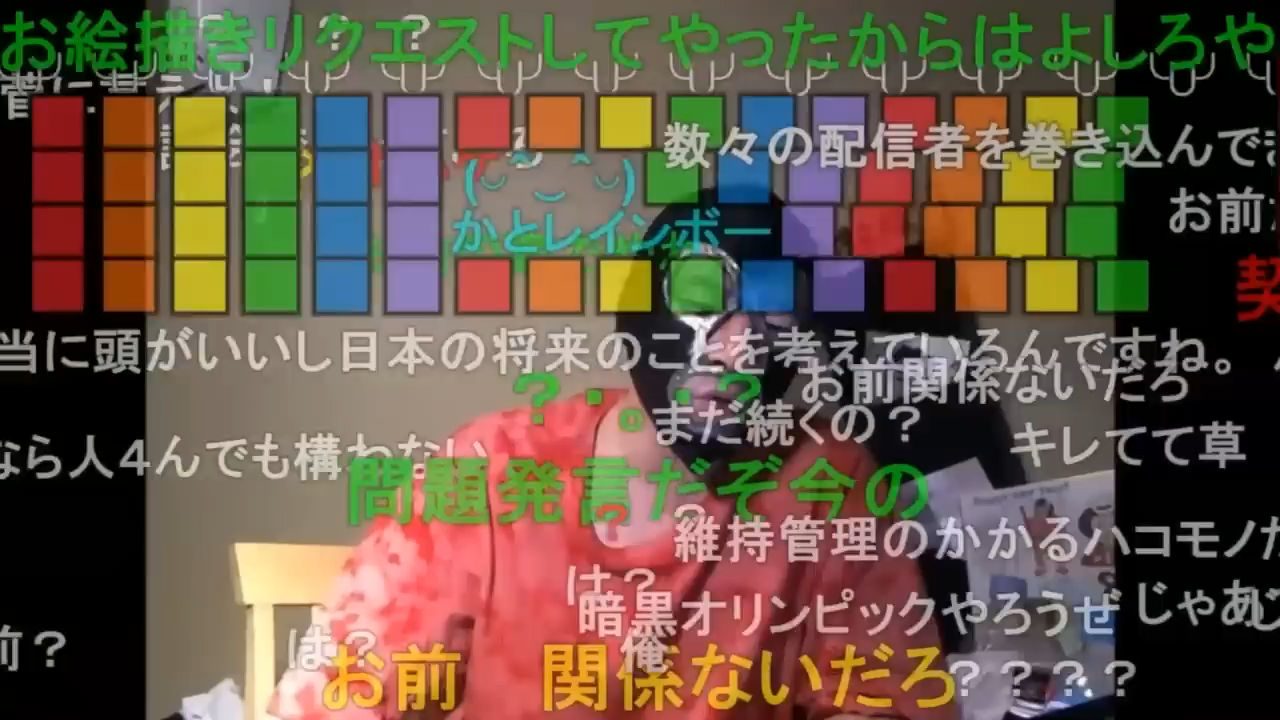 ? ? ?
お絵描きリクエストしてやったからはよしろや
数々の配信者を巻き込んで
かとレインボー
お前
契
当に頭がいいし日本の将来のことを考えているんですね。
お前関係ないだろ
?・。・?
まだ続くの?
キレてて草
なら人4んでも構わない
問題発言だぞ今の
? ?
維持管理のかかるハコモノ
は?
暗黒オリンピックやろうぜ
じゃあ
前?
は?
俺
お前 関係ないだろ
????